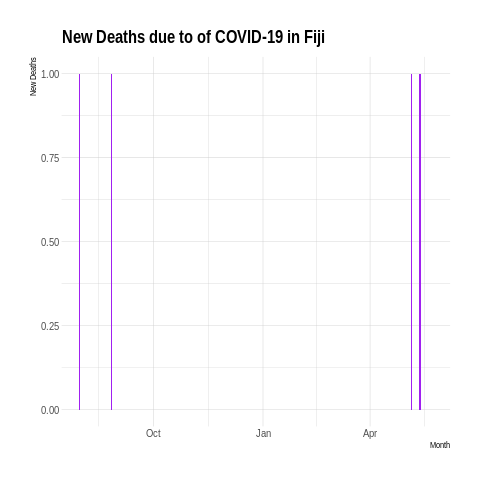 New Deaths due to of COVID-19 in Fiji
New Deaths
1.00
0.75
0.50
0.25
0.00
Oct Jan Apr
Month